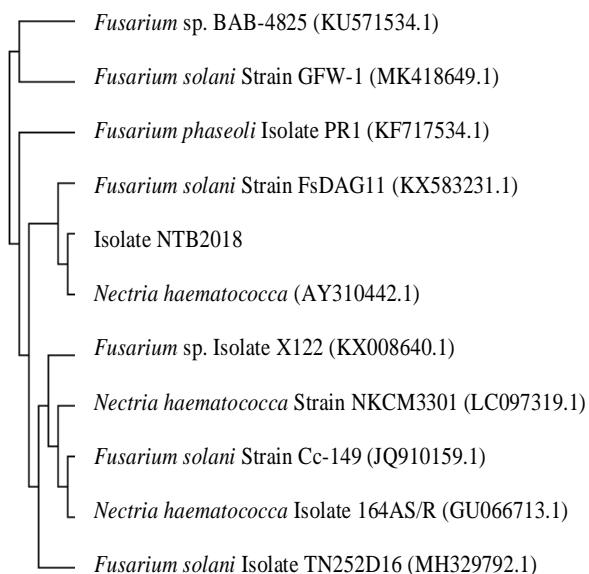 Fusarium sp. BAB-4825 (KU571534.1)
Fusarium solani Strain GFW-1 (MK418649.1)
Fusarium phaseoli Isolate PR1 (KF717534.1)
Fusarium solani Strain FsDAG11 (KX583231.1)
Isolate NTB2018
Nectria haematococca (AY310442.1)
Fusarium sp. Isolate X122 (KX008640.1)
Nectria haematococca Strain NKCM3301 (LC097319.1)
Fusarium solani Strain Cc-149 (JQ910159.1)
Nectria haematococca Isolate 164AS/R (GU066713.1)
Fusarium solani Isolate TN252D16 (MH329792.1)